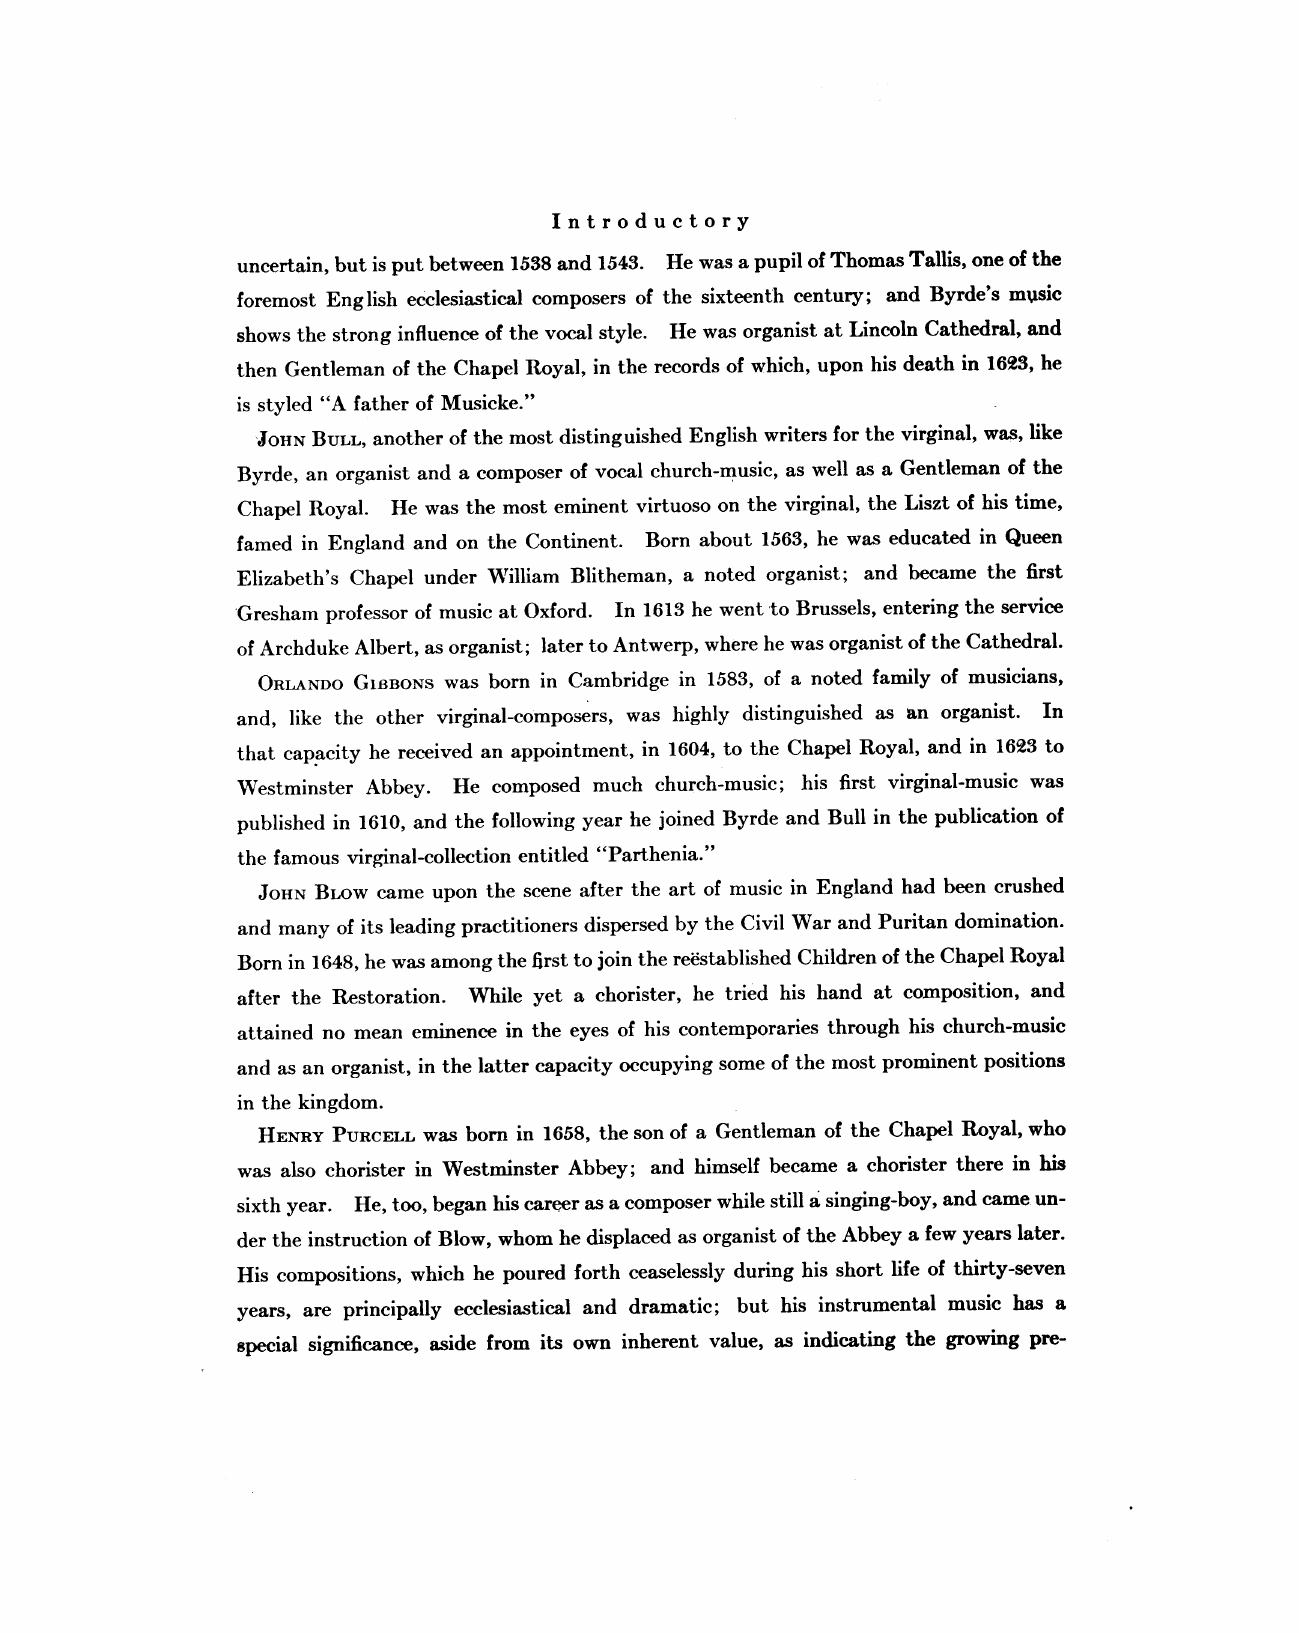 Introductory
uncertain, but is put between 1538 and 1543. He was a pupil of Thomas Tallis, one of the
foremost English ecclesiastical composers of the sixteenth century; and Byrde's music
shows the strong influence of the vocal style. He was organist at Lincoln Cathedral, and
then Gentleman of the Chapel Royal, in the records of which, upon his death in 1623, he
is styled “A father of Musicke.”
JOHN BULL, another of the most distinguished English writers for the virginal, was, like
Byrde, an organist and a composer of vocal church-music, as well as a Gentleman of the
Chapel Royal. He was the most eminent virtuoso on the virginal, the Liszt of his time,
famed in England and on the Continent. Born about 1563, he was educated in Queen
Elizabeth's Chapel under William Blitheman, a noted organist; and became the first
Gresham professor of music at Oxford. In 1613 he went to Brussels, entering the service
of Archduke Albert, as organist; later to Antwerp, where he was organist of the Cathedral.
ORLANDO GIBBONS was born in Cambridge in 1583, of a noted family of musicians,
and, like the other virginal-composers, was highly distinguished as an organist. In
that capacity he received an appointment, in 1604, to the Chapel Royal, and in 1623 to
Westminster Abbey. He composed much church-music; his first virginal-music was
published in 1610, and the following year he joined Byrde and Bull in the publication of
the famous virginal-collection entitled “Parthenia.”
JOHN BLOW came upon the scene after the art of music in England had been crushed
and many of its leading practitioners dispersed by the Civil War and Puritan domination.
Born in 1648, he was among the first to join the reëstablished Children of the Chapel Royal
after the Restoration. While yet a chorister, he tried his hand at composition, and
attained no mean eminence in the eyes of his contemporaries through his church-music
and as an organist, in the latter capacity occupying some of the most prominent positions
in the kingdom.
HENRY PURCELL was born in 1658, the son of a Gentleman of the Chapel Royal, who
was also chorister in Westminster Abbey; and himself became a chorister there in his
sixth year. He, too, began his career as a composer while still a singing-boy, and came un-
der the instruction of Blow, whom he displaced as organist of the Abbey a few years later.
His compositions, which he poured forth ceaselessly during his short life of thirty-seven
years, are principally ecclesiastical and dramatic; but his instrumental music has a
special significance, aside from its own inherent value, as indicating the growing pre-